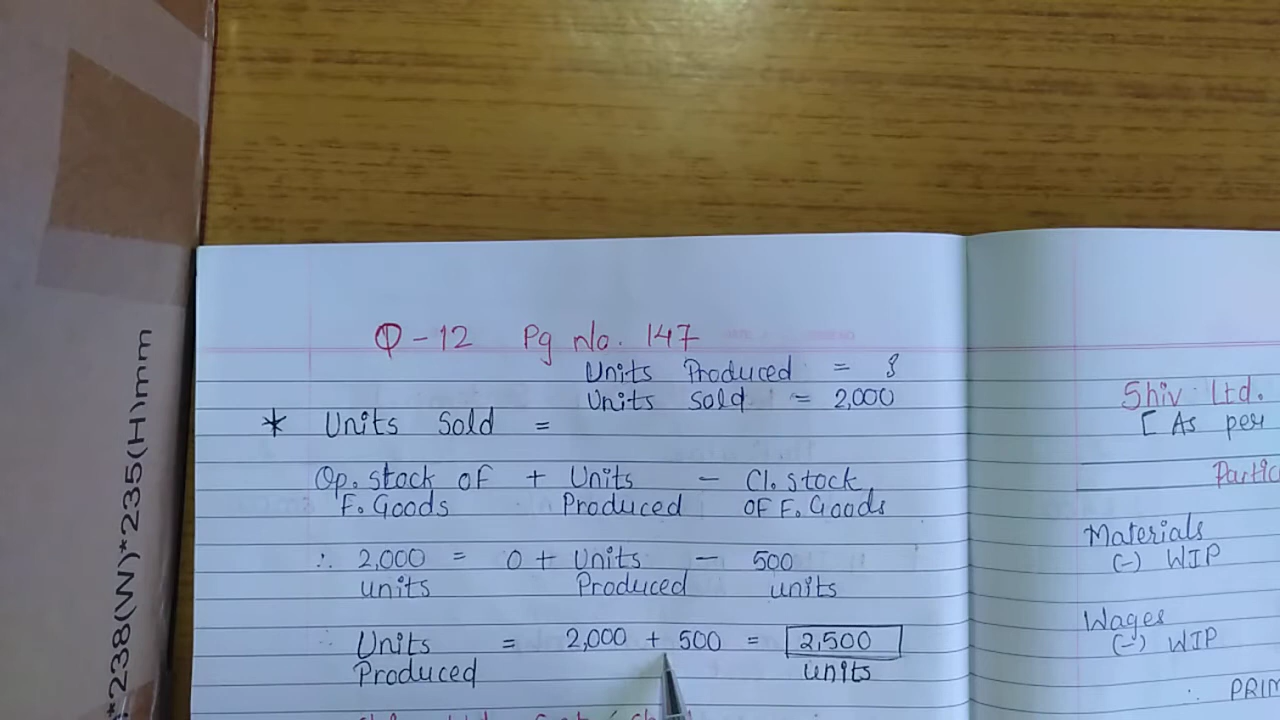 *238(W)*235(H)mm
Q-12 Pg No. 147
Units Produced = ?
Units Sold = 2,000
* Units Sold =
Op. stock of + Units - Cl. stock
F. Goods Produced OF F. Goods
∴ 2,000 = 0 + Units - 500
units Produced units
∴ Units = 2,000 + 500 = 2,500
Produced units
Shiv Ltd.
[ As per
Partic
Materials
(-) WIP
Wages
(-) WIP
∴ PRIM